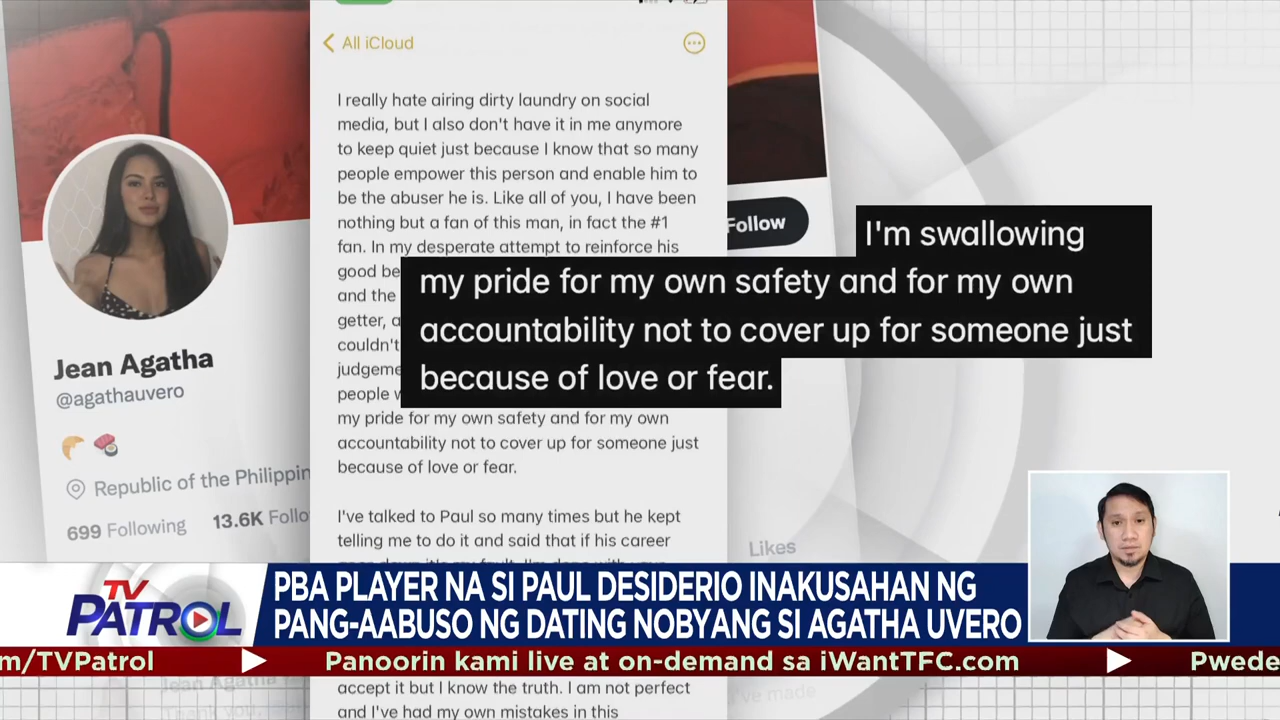 All iCloud
I really hate airing dirty laundry on social
media, but I also don't have it in me anymore
to keep quiet just because I know that so many
people empower this person and enable him to
be the abuser he is. Like all of you, I have been
nothing but a fan of this man, in fact the #1
fan. In my desperate attempt to reinforce his
good
and the
getter,
couldn't
judgeme
people
my pride for my own safety and for my own
accountability not to cover up for someone just
because of love or fear.
I've talked to Paul so many times but he kept
telling me to do it and said that if his career
accept it but I know the truth. I am not perfect
and I've had my own mistakes in this
I'm swallowing
my pride for my own safety and for my own
accountability not to cover up for someone just
because of love or fear.
Jean Agatha
@agathauvero
Republic of the Philippin
699 Following 13.6K Follo
Follow
Likes
TV
PATROL
PBA PLAYER NA SI PAUL DESIDERIO INAKUSAHAN NG
PANG-AABUSO NG DATING NOBYANG SI AGATHA UVERO
m/TVPatrol Panoorin kami live at on-demand sa iWantTFC.com Pwede
Jean Agatha
Thank you,
I've made